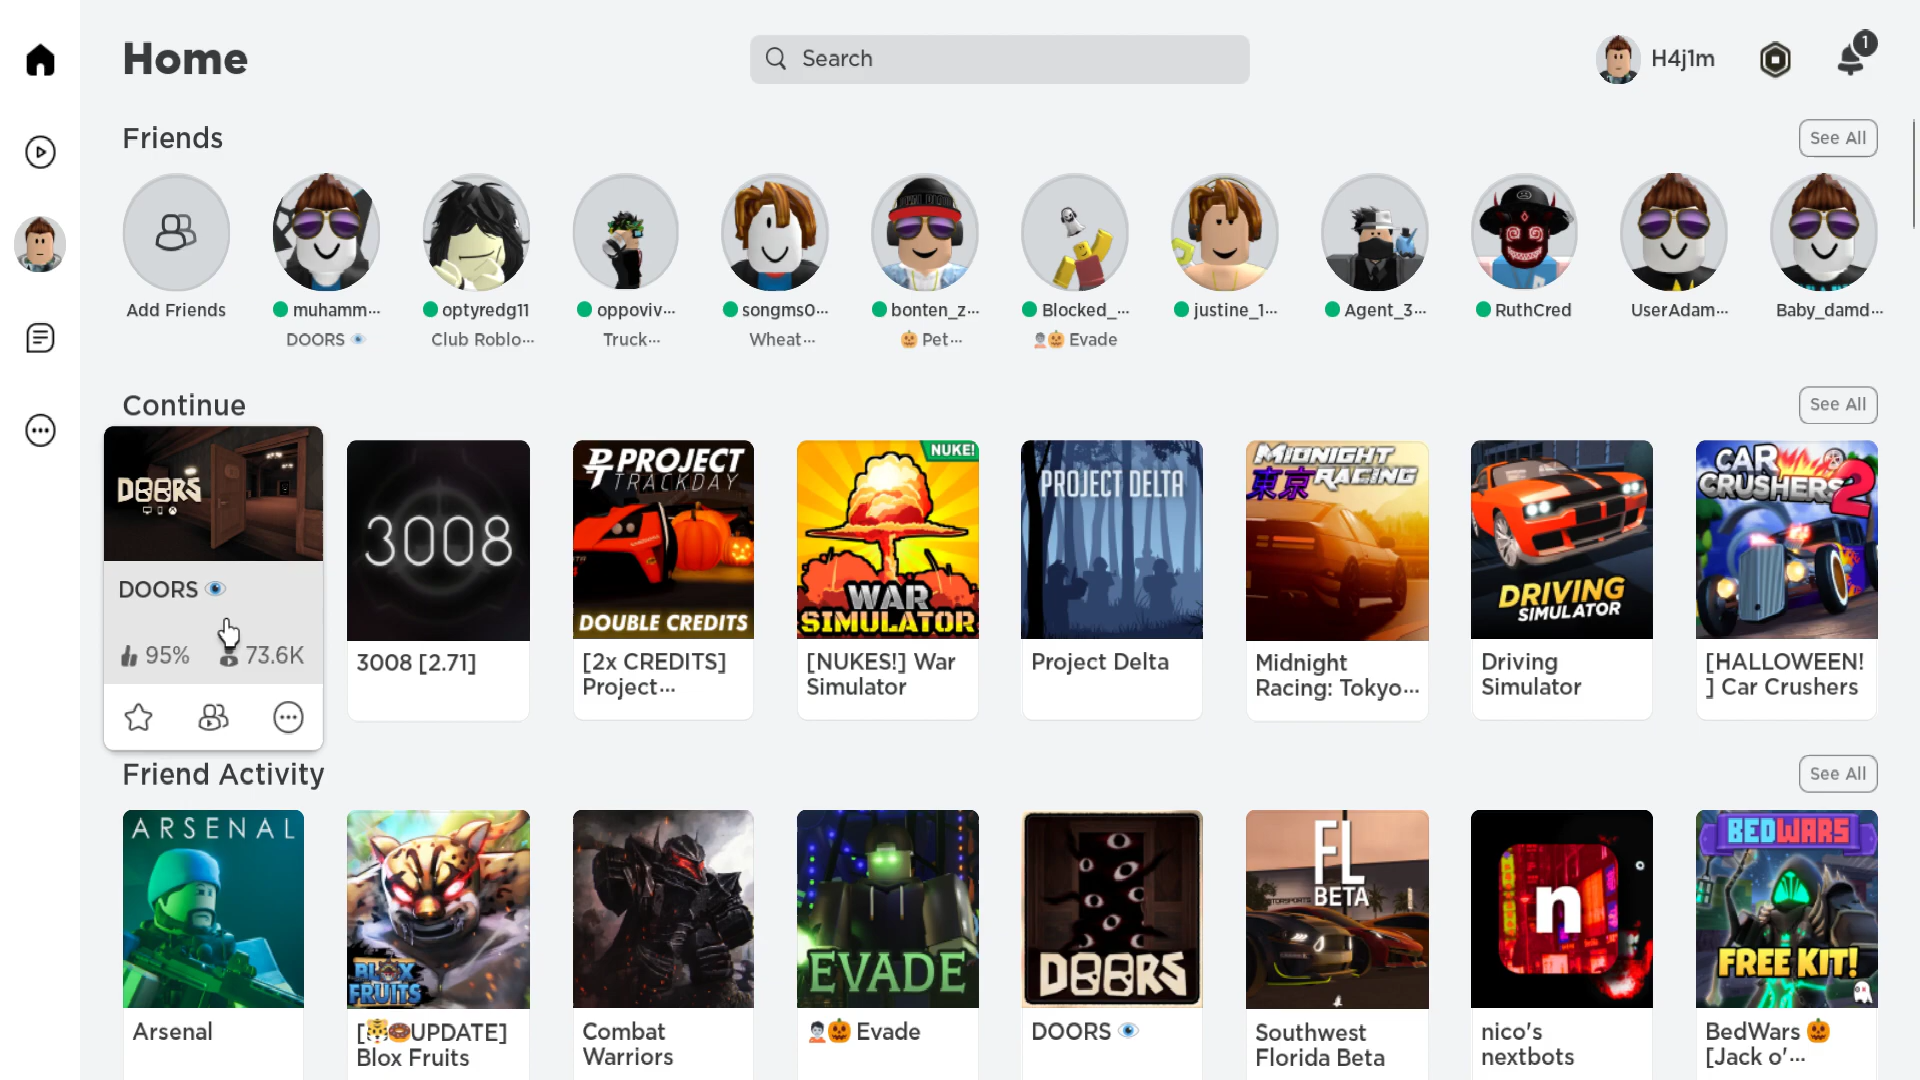 Home
Search
H4j1m
1
Friends
See All
Add Friends
muhamm...
optyredg11
oppoviv...
songms0...
bonten_z...
Blocked_...
justine_1...
Agent_3...
RuthCred
UserAdam...
Baby_damd...
DOORS 👁
Club Roblo...
Truck...
Wheat...
🎃 Pet...
🎃 Evade
Continue
See All
DOORS
DOORS 👁
95%
73.6K
3008
3008 [2.71]
PROJECT
TRACKDAY
DOUBLE CREDITS
[2x CREDITS]
Project...
NUKE!
WAR
SIMULATOR
[NUKES!] War
Simulator
PROJECT DELTA
Project Delta
MIDNIGHT
東京 RACING
Midnight
Racing: Tokyo...
DRIVING
SIMULATOR
Driving
Simulator
CAR
CRUSHERS 2
[HALLOWEEN!
] Car Crushers
Friend Activity
See All
ARSENAL
Arsenal
BLOX
FRUITS
[🐯🍩UPDATE]
Blox Fruits
Combat
Warriors
EVADE
🎃 Evade
DOORS
DOORS 👁
FL
BETA
Southwest
Florida Beta
n
nico's
nextbots
BEDWARS
FREE KIT!
BedWars 🎃
[Jack o'...